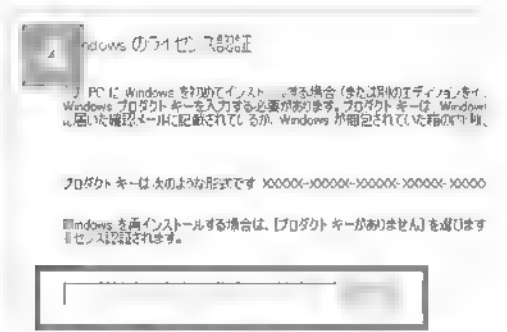 ndows のライセンス認証
PC に Windows を初めてインストールする場合 (または別のエディションをイ
Windows プロダクト キーを入力する必要があります。プロダクト キーは、Window
に届いた確認メールに記載されているか、Windows が梱包されていた箱の内側、
プロダクト キーは次のような形式です XXXXX-XXXXX-XXXXX-XXXXX-XXXXX
indows を再インストールする場合は、[プロダクト キーがありません] を選びます
センス認証されます。